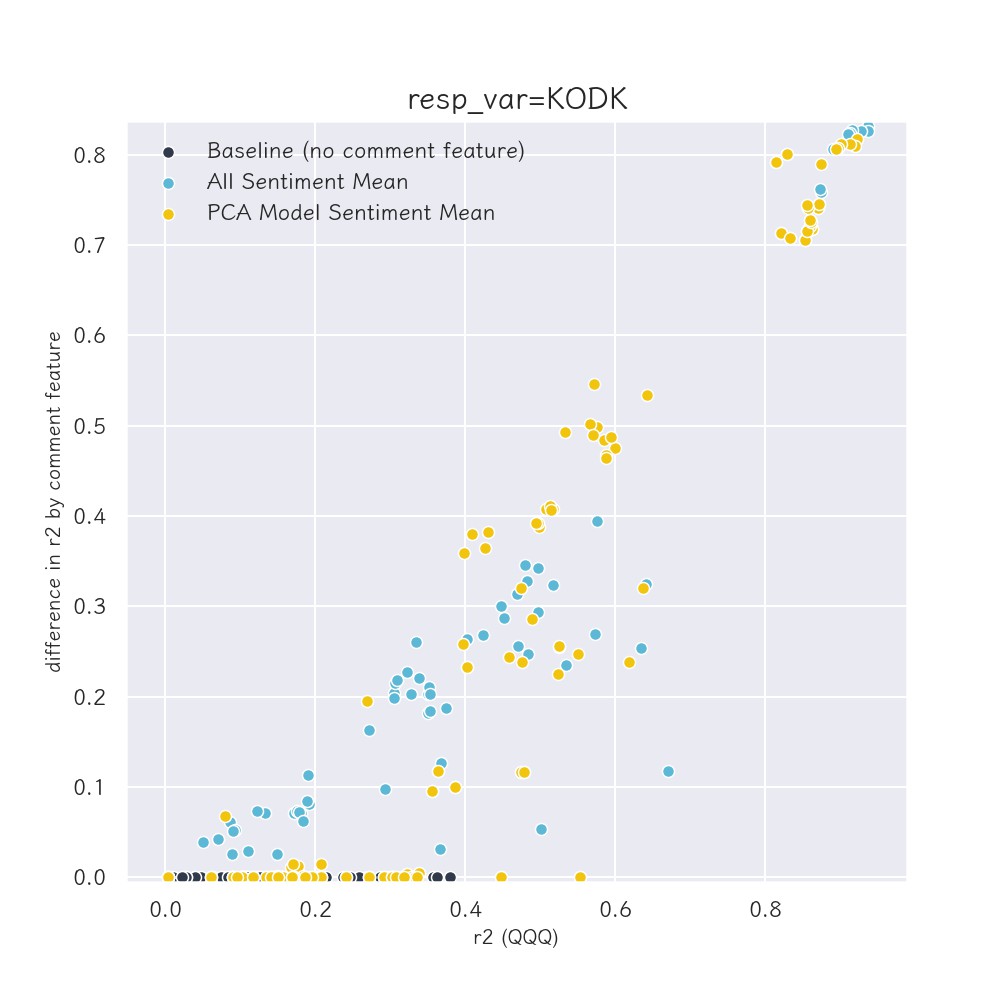 resp_var=KODK
Baseline (no comment feature)
All Sentiment Mean
PCA Model Sentiment Mean
difference in r2 by comment feature
0.8
0.7
0.6
0.5
0.4
0.3
0.2
0.1
0.0
0.0 0.2 0.4 0.6 0.8
r2 (QQQ)